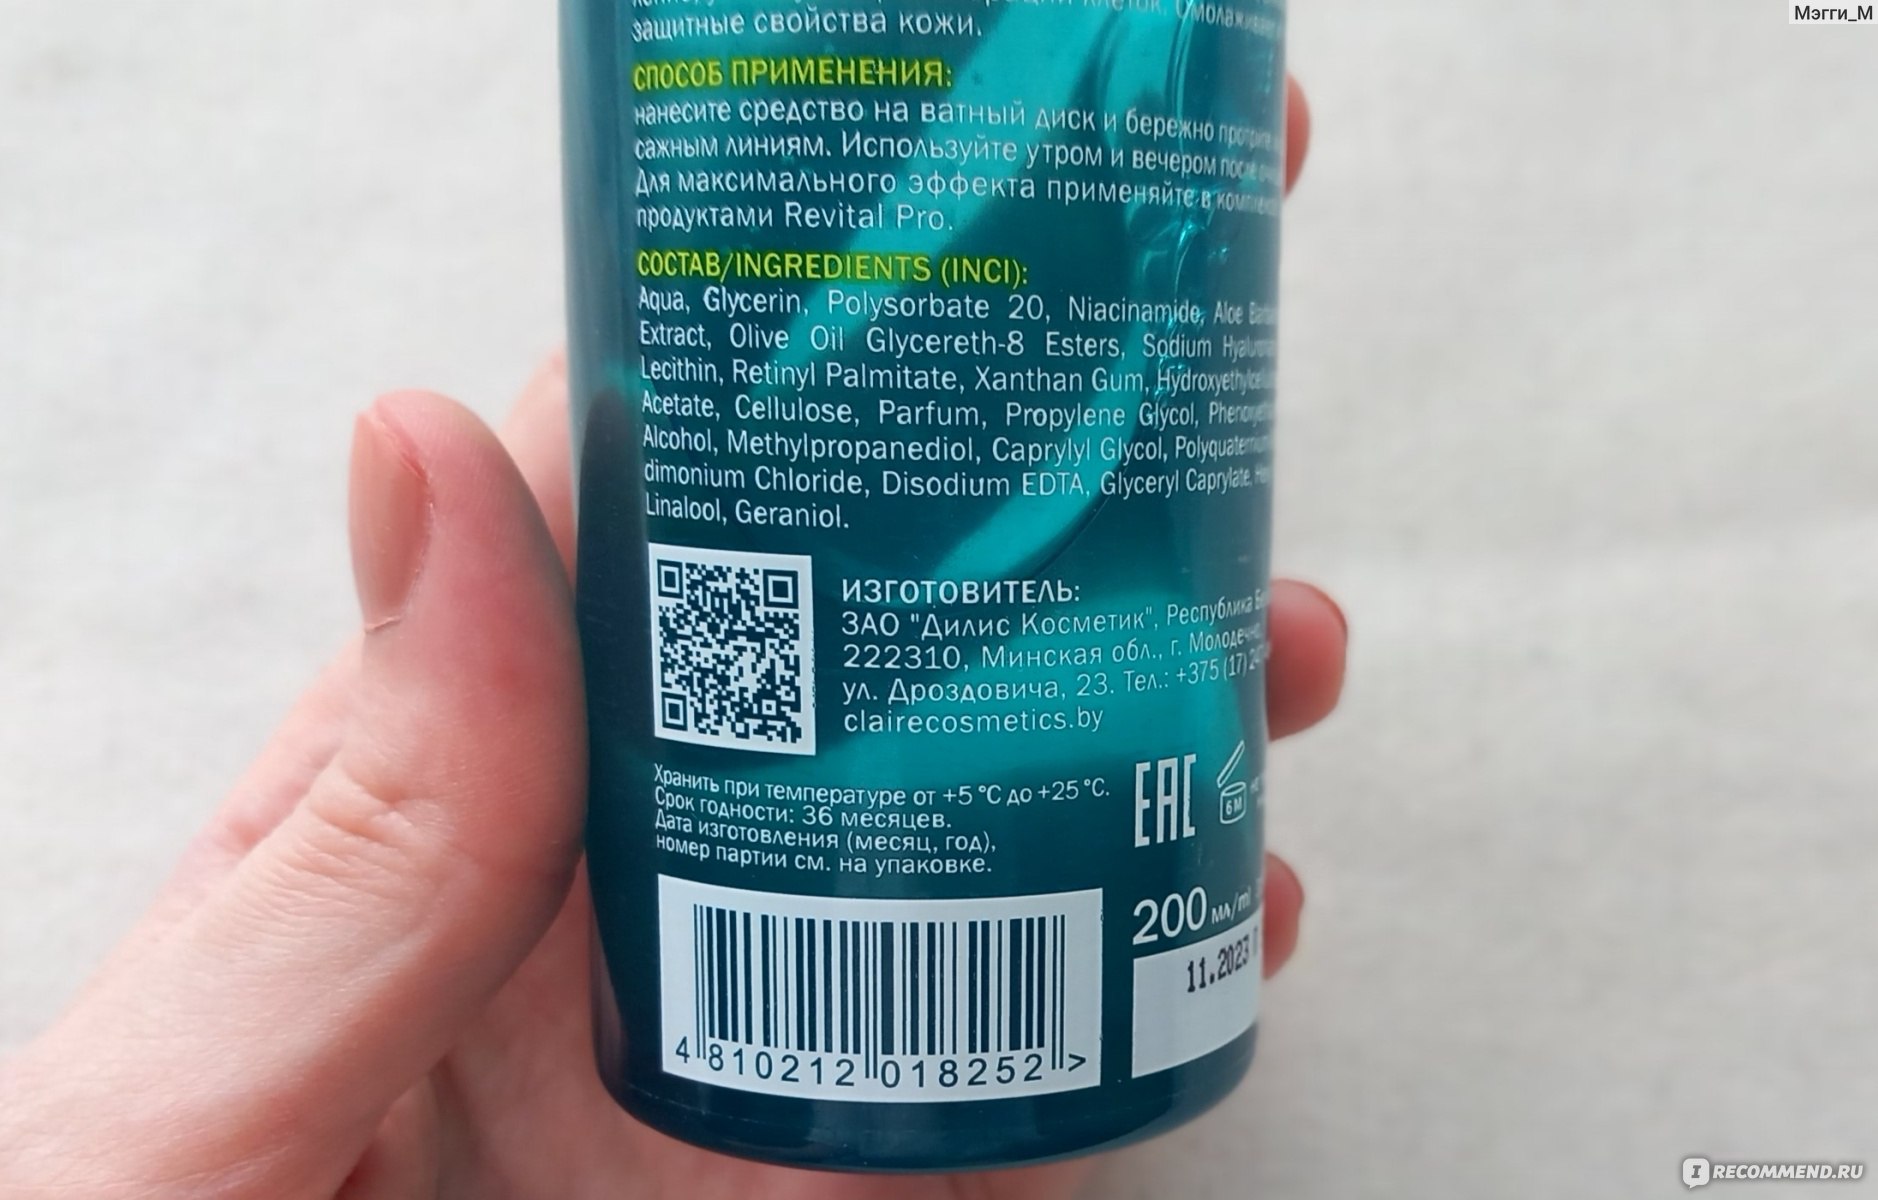 Мэгги_М
защитные свойства кожи.
СПОСОБ ПРИМЕНЕНИЯ:
нанесите средство на ватный диск и бережно
сажным линиям. Используйте утром и вечером после
Для максимального эффекта применяйте в
продуктами Revital Pro.
СОСТАВ/INGREDIENTS (INCI):
Aqua, Glycerin, Polysorbate 20, Niacinamide, Aloe
Extract, Olive Oil Glycereth-8 Esters, Sodium
Lecithin, Retinyl Palmitate, Xanthan Gum,
Acetate, Cellulose, Parfum, Propylene Glycol,
Alcohol, Methylpropanediol, Caprylyl Glycol,
dimonium Chloride, Disodium EDTA, Glyceryl Caprylate,
Linalool, Geraniol.
ИЗГОТОВИТЕЛЬ:
ЗАО "Дилис Косметик", Республика
222310, Минская обл., г. Молодечно,
ул. Дроздовича, 23. Тел.: +375 (17)
clairecosmetics.by
Хранить при температуре от +5 °C до +25 °C.
Срок годности: 36 месяцев.
Дата изготовления (месяц, год),
номер партии см. на упаковке.
EAC
6 M
200 мл/ml
11.2023
4 810212 018252 >
IRECOMMEND.RU